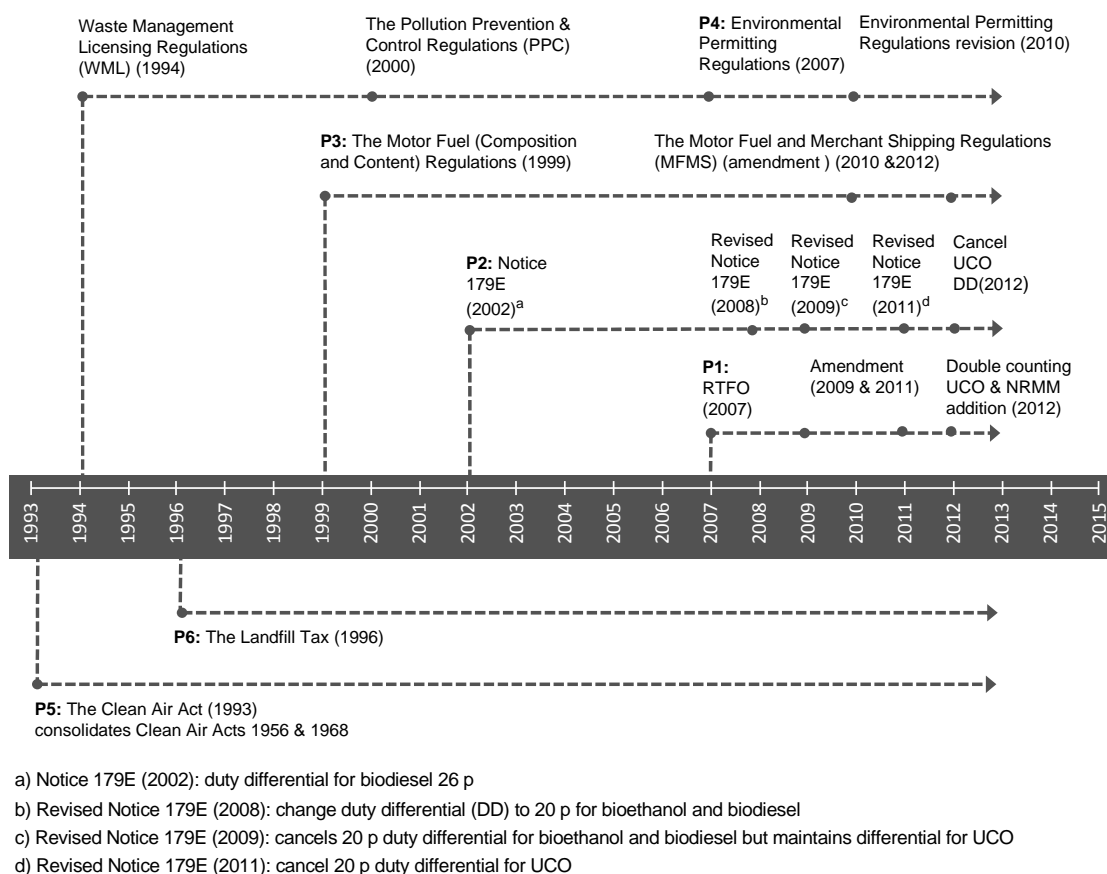 Waste Management
Licensing Regulations
(WML) (1994)
The Pollution Prevention &
Control Regulations (PPC)
(2000)
P4: Environmental
Permitting
Regulations (2007)
Environmental Permitting
Regulations revision (2010)
P3: The Motor Fuel (Composition
and Content) Regulations (1999)
The Motor Fuel and Merchant Shipping Regulations
(MFMS) (amendment ) (2010 &2012)
P2: Notice
179E
(2002)a
Revised
Notice
179E
(2008)b
Revised
Notice
179E
(2009)c
Revised
Notice
179E
(2011)d
Cancel
UCO
DD(2012)
P1:
RTFO
(2007)
Amendment
(2009 & 2011)
Double counting
UCO & NRMM
addition (2012)
1993
1994
1995
1996
1997
1998
1999
2000
2001
2002
2003
2004
2005
2006
2007
2008
2009
2010
2011
2012
2013
2014
2015
P6: The Landfill Tax (1996)
P5: The Clean Air Act (1993)
consolidates Clean Air Acts 1956 & 1968
a) Notice 179E (2002): duty differential for biodiesel 26 p
b) Revised Notice 179E (2008): change duty differential (DD) to 20 p for bioethanol and biodiesel
c) Revised Notice 179E (2009): cancels 20 p duty differential for bioethanol and biodiesel but maintains differential for UCO
d) Revised Notice 179E (2011): cancel 20 p duty differential for UCO